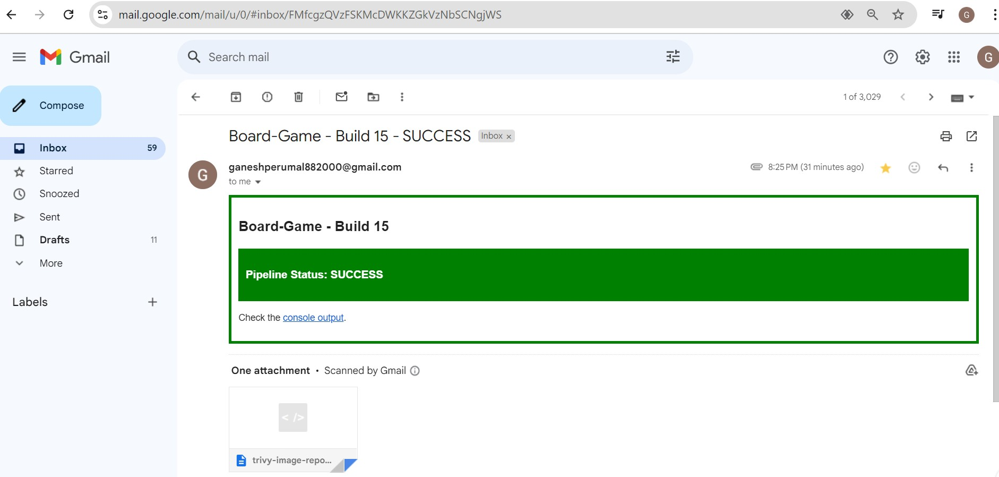 mail.google.com/mail/u/0/#inbox/FMfcgzQVzFSKMcDWKKZGkVzNbSCNgjWS
G
Gmail
Search mail
G
Compose
1 of 3,029
Board-Game - Build 15 - SUCCESS Inbox ×
Inbox 59
Starred
Snoozed
Sent
Drafts 11
More
Labels +
G
ganeshperumal882000@gmail.com
8:25 PM (31 minutes ago)
to me
Board-Game - Build 15
Pipeline Status: SUCCESS
Check the console output.
One attachment • Scanned by Gmail
< />
trivy-image-repo...